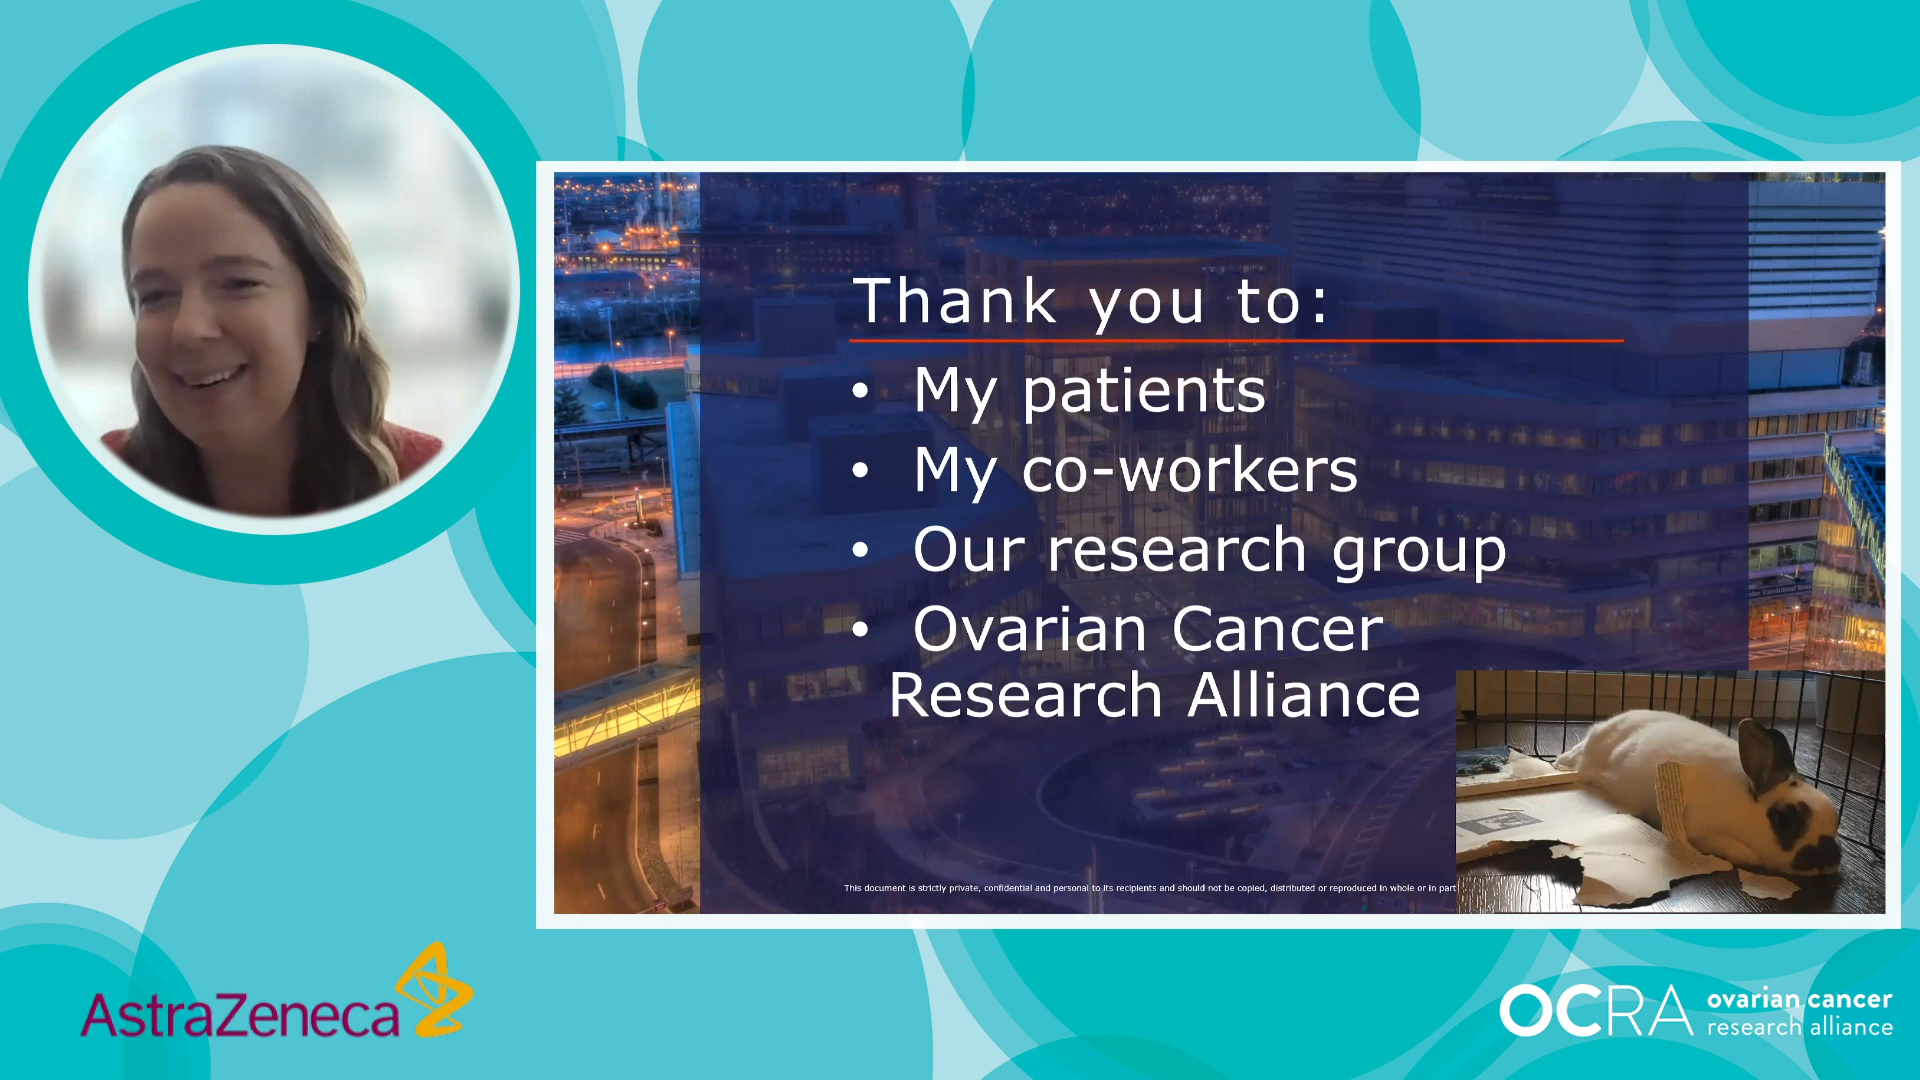 Thank you to:
• My patients
• My co-workers
• Our research group
• Ovarian Cancer
Research Alliance
This document is strictly private, confidential and personal to its recipients and should not be copied, distributed or reproduced in whole or in part
AstraZeneca
OCRA
ovarian cancer
research alliance